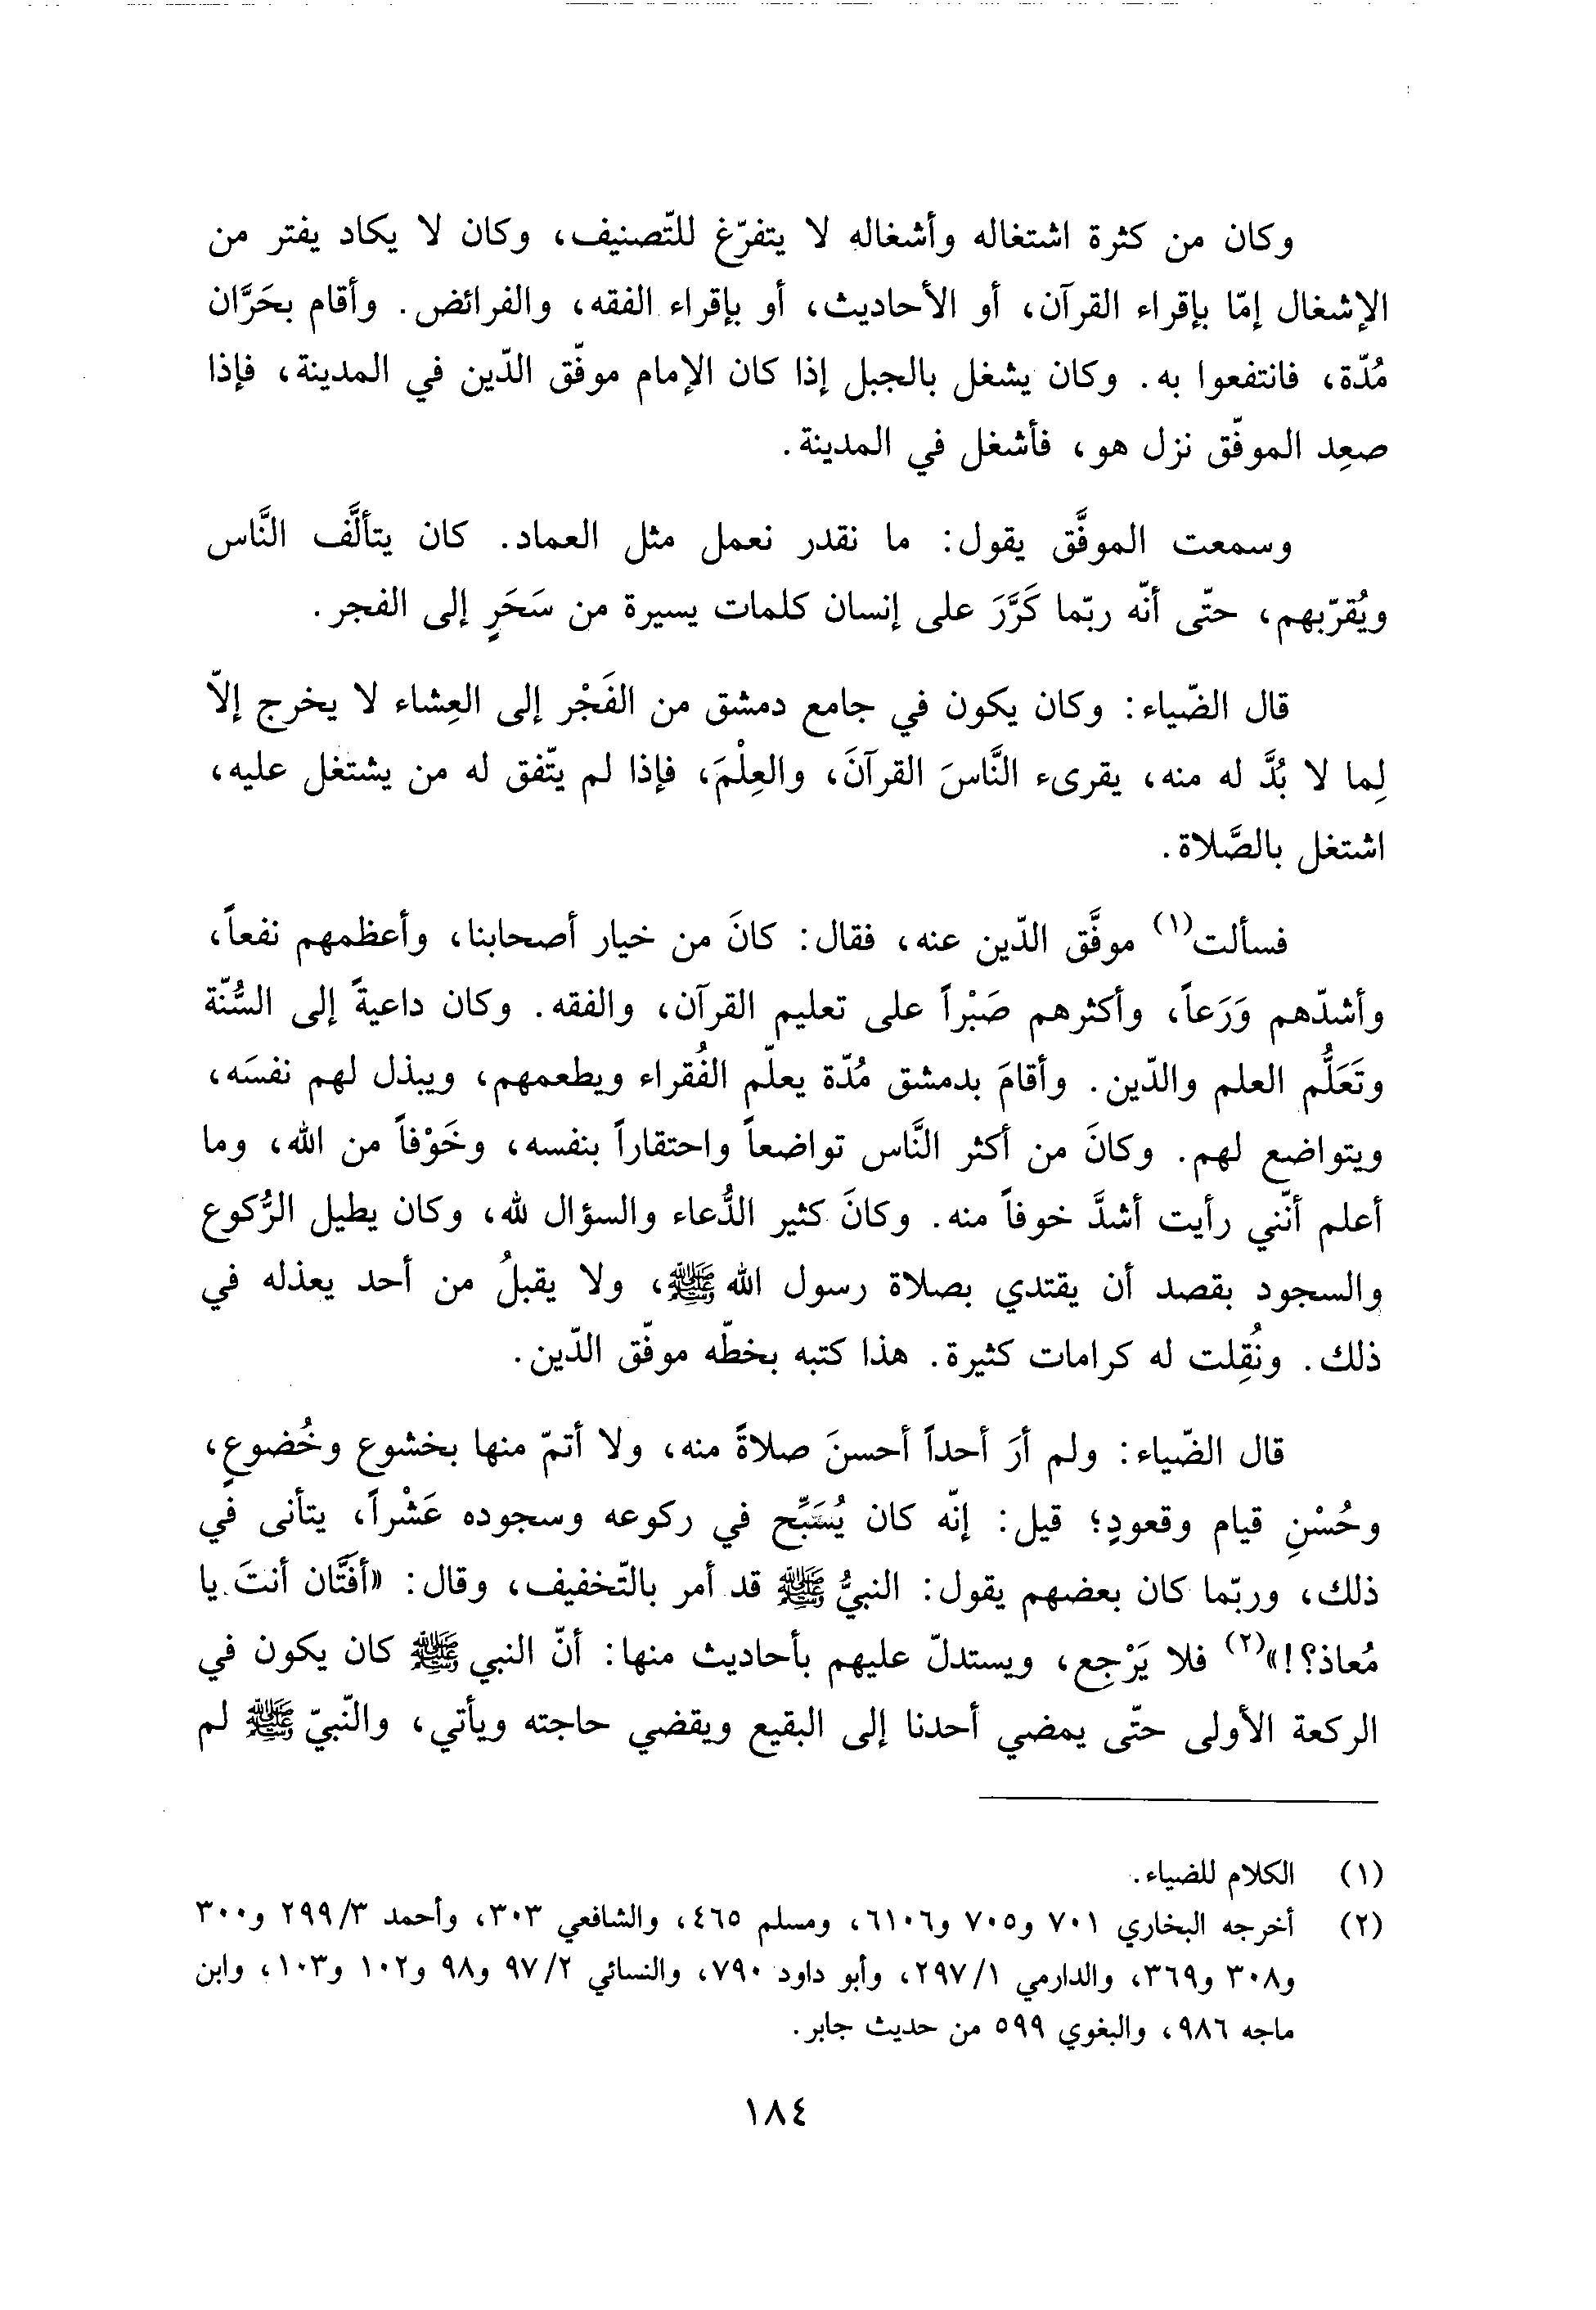 وكان من كثرة اشتغاله وأشغاله لا يتفرّغ للتّصنيف، وكان لا يكاد يفتر من
الإشغال إمّا بإقراء القرآن، أو الأحاديث، أو بإقراء الفقه، والفرائض. وأقام بحَرَّان
مُدّة، فانتفعوا به. وكان يشغل بالجبل إذا كان الإمام موفّق الدّين في المدينة، فإذا
صعِد الموفّق نزل هو، فأشغل في المدينة.
وسمعت الموفَّق يقول: ما نقدر نعمل مثل العماد. كان يتألَّف النَّاس
ويُقرّبهم، حتّى أنّه ربّما كَرَّرَ على إنسان كلمات يسيرة من سَحَرٍ إلى الفجر.
قال الضّياء: وكان يكون في جامع دمشق من الفَجْر إلى العِشاء لا يخرج إلاّ
لِما لا بُدَّ له منه، يقرىء النَّاسَ القرآنَ، والعِلْمَ، فإذا لم يتّفق له من يشتغل عليه،
اشتغل بالصَّلاة.
فسألت(١) موفَّق الدّين عنه، فقال: كانَ من خيار أصحابنا، وأعظمهم نفعاً،
وأشدّهم وَرَعاً، وأكثرهم صَبْراً على تعليم القرآن، والفقه. وكان داعيةً إلى السُّنّة
وتَعَلُّم العلم والدّين. وأقامَ بدمشق مُدّة يعلّم الفُقراء ويطعمهم، ويبذل لهم نفسَه،
ويتواضع لهم. وكانَ من أكثر النَّاس تواضعاً واحتقاراً بنفسه، وخَوْفاً من الله، وما
أعلم أنّني رأيت أشدَّ خوفاً منه. وكانَ كثير الدُّعاء والسؤال لله، وكان يطيل الرُّكوع
والسجود بقصد أن يقتدي بصلاة رسول الله ﷺ، ولا يقبلُ من أحد يعذله في
ذلك. ونُقِلت له كرامات كثيرة. هذا كتبه بخطّه موفّق الدّين.
قال الضّياء: ولم أرَ أحداً أحسنَ صلاةً منه، ولا أتمّ منها بخشوع وخُضوعٍ،
وحُسْنِ قيام وقعودٍ؛ قيل: إنّه كان يُسَبِّح في ركوعه وسجوده عَشْراً، يتأنى في
ذلك، وربّما كان بعضهم يقول: النبيُّ ﷺ قد أمر بالتّخفيف، وقال: «أفَتَّان أنتَ يا
مُعاذ؟!»(٢) فلا يَرْجِع، ويستدلّ عليهم بأحاديث منها: أنّ النبي ﷺ كان يكون في
الركعة الأولى حتّى يمضي أحدنا إلى البقيع ويقضي حاجته ويأتي، والنّبيّ ﷺ لم
(١) الكلام للضياء.
(٢) أخرجه البخاري ٧٠١ و٧٠٥ و٦١٠٦، ومسلم ٤٦٥، والشافعي ٣٠٣، وأحمد ٢٩٩/٣ و٣٠٠
و٣٠٨ و٣٦٩، والدارمي ٢٩٧/١، وأبو داود ٧٩٠، والنسائي ٩٧/٢ و٩٨ و١٠٢ و١٠٣، وابن
ماجه ٩٨٦، والبغوي ٥٩٩ من حديث جابر.
١٨٤